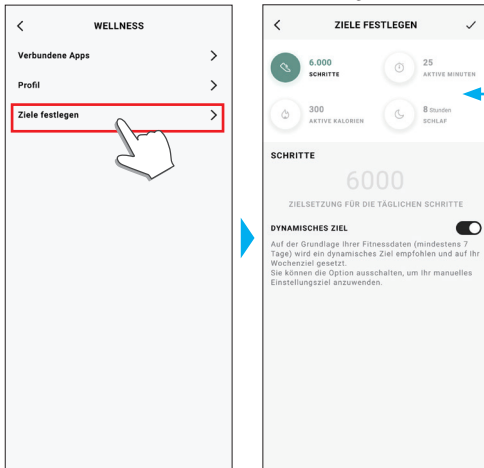 WELLNESS
Verbundene Apps
Profil
Ziele festlegen
ZIELE FESTLEGEN
6.000
SCHRITTE
25
AKTIVE MINUTEN
300
AKTIVE KALORIEN
8 Stunden
SCHLAF
SCHRITTE
6000
ZIELSETZUNG FÜR DIE TÄGLICHEN SCHRITTE
DYNAMISCHES ZIEL
Auf der Grundlage Ihrer Fitnessdaten (mindestens 7
Tage) wird ein dynamisches Ziel empfohlen und auf Ihr
Wochenziel gesetzt.
Sie können die Option ausschalten, um Ihr manuelles
Einstellungsziel anzuwenden.